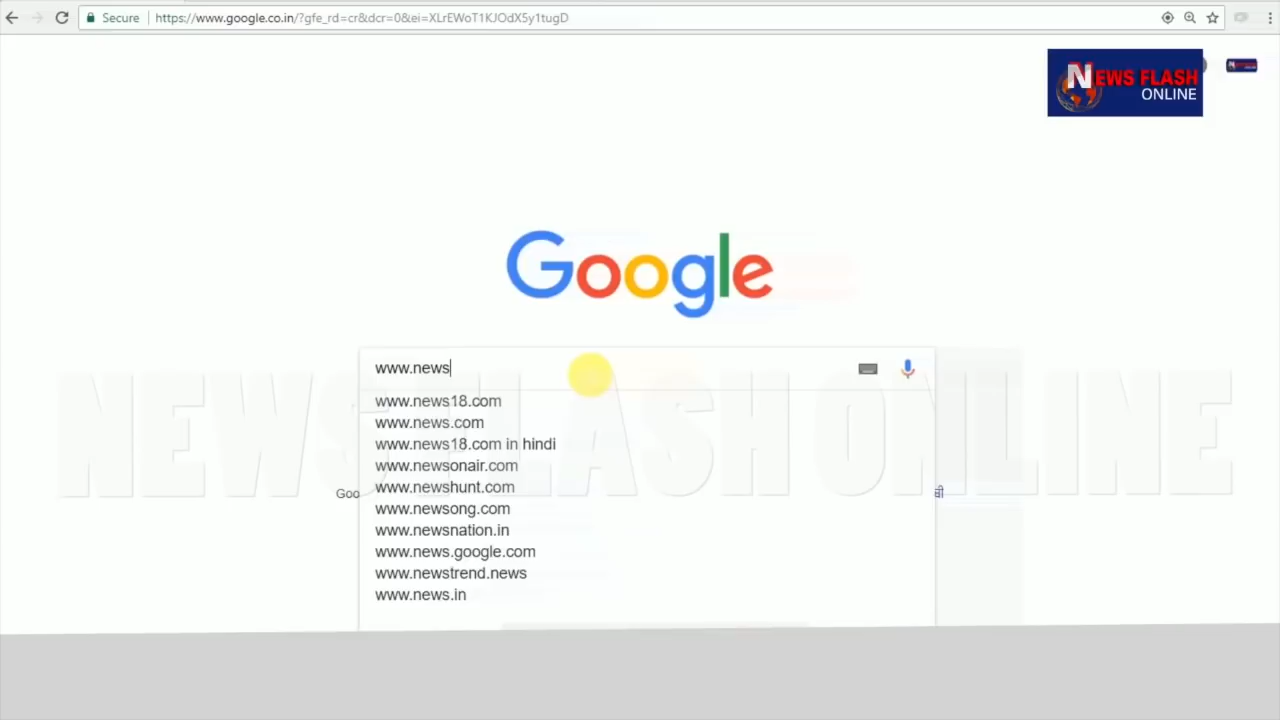 Secure
https://www.google.co.in/?gfe_rd=cr&dcr=0&ei=XLrEWoT1KJOdX5y1tugD
NEWS FLASH
ONLINE
Google
www.news
www.news18.com
www.news.com
www.news18.com in hindi
www.newsonair.com
www.newshunt.com
www.newsong.com
www.newsnation.in
www.news.google.com
www.newstrend.news
www.news.in
Goo
NEWS FLASH ONLINE